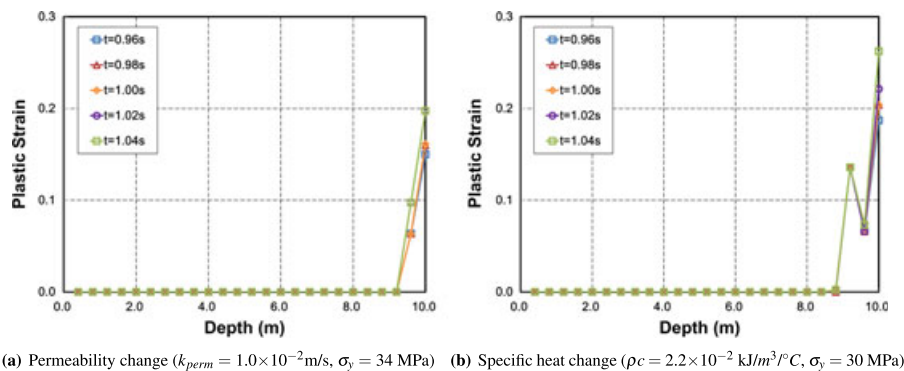 0.3
0.2
0.1
0.0
Plastic Strain
t=0.96s
t=0.98s
t=1.00s
t=1.02s
t=1.04s
0.0 2.0 4.0 6.0 8.0 10.0
Depth (m)
(a) Permeability change (k_perm = 1.0×10⁻²m/s, σ_y = 34 MPa)
0.3
0.2
0.1
0.0
Plastic Strain
t=0.96s
t=0.98s
t=1.00s
t=1.02s
t=1.04s
0.0 2.0 4.0 6.0 8.0 10.0
Depth (m)
(b) Specific heat change (ρc = 2.2×10⁻² kJ/m³/°C, σ_y = 30 MPa)